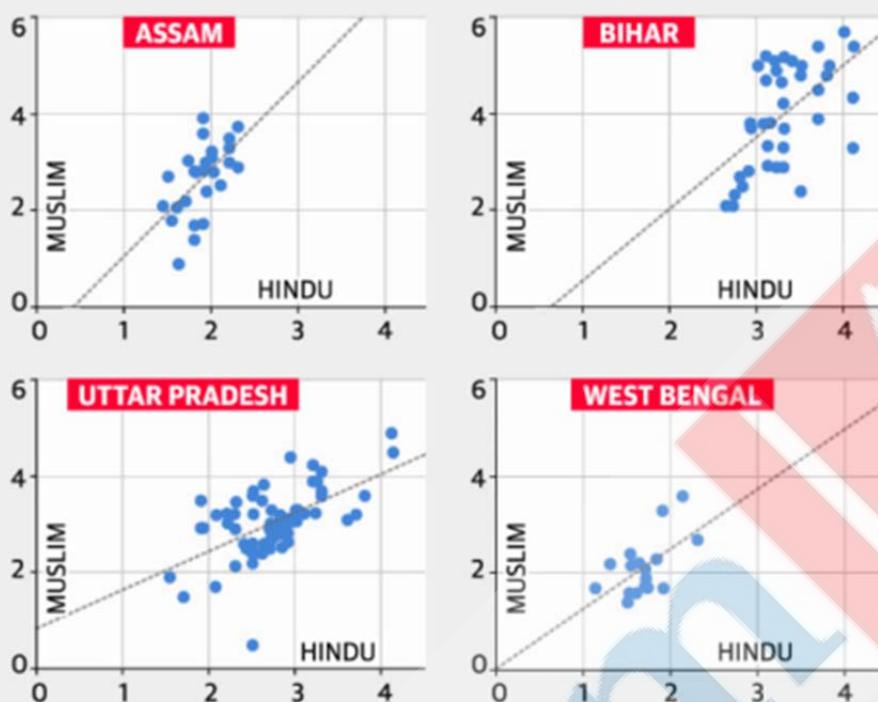 ASSAM
6
4
2
0
MUSLIM
HINDU
0 1 2 3 4
BIHAR
6
4
2
0
MUSLIM
HINDU
0 1 2 3 4
UTTAR PRADESH
6
4
2
0
MUSLIM
HINDU
0 1 2 3 4
WEST BENGAL
6
4
2
0
MUSLIM
HINDU
0 1 2 3 4